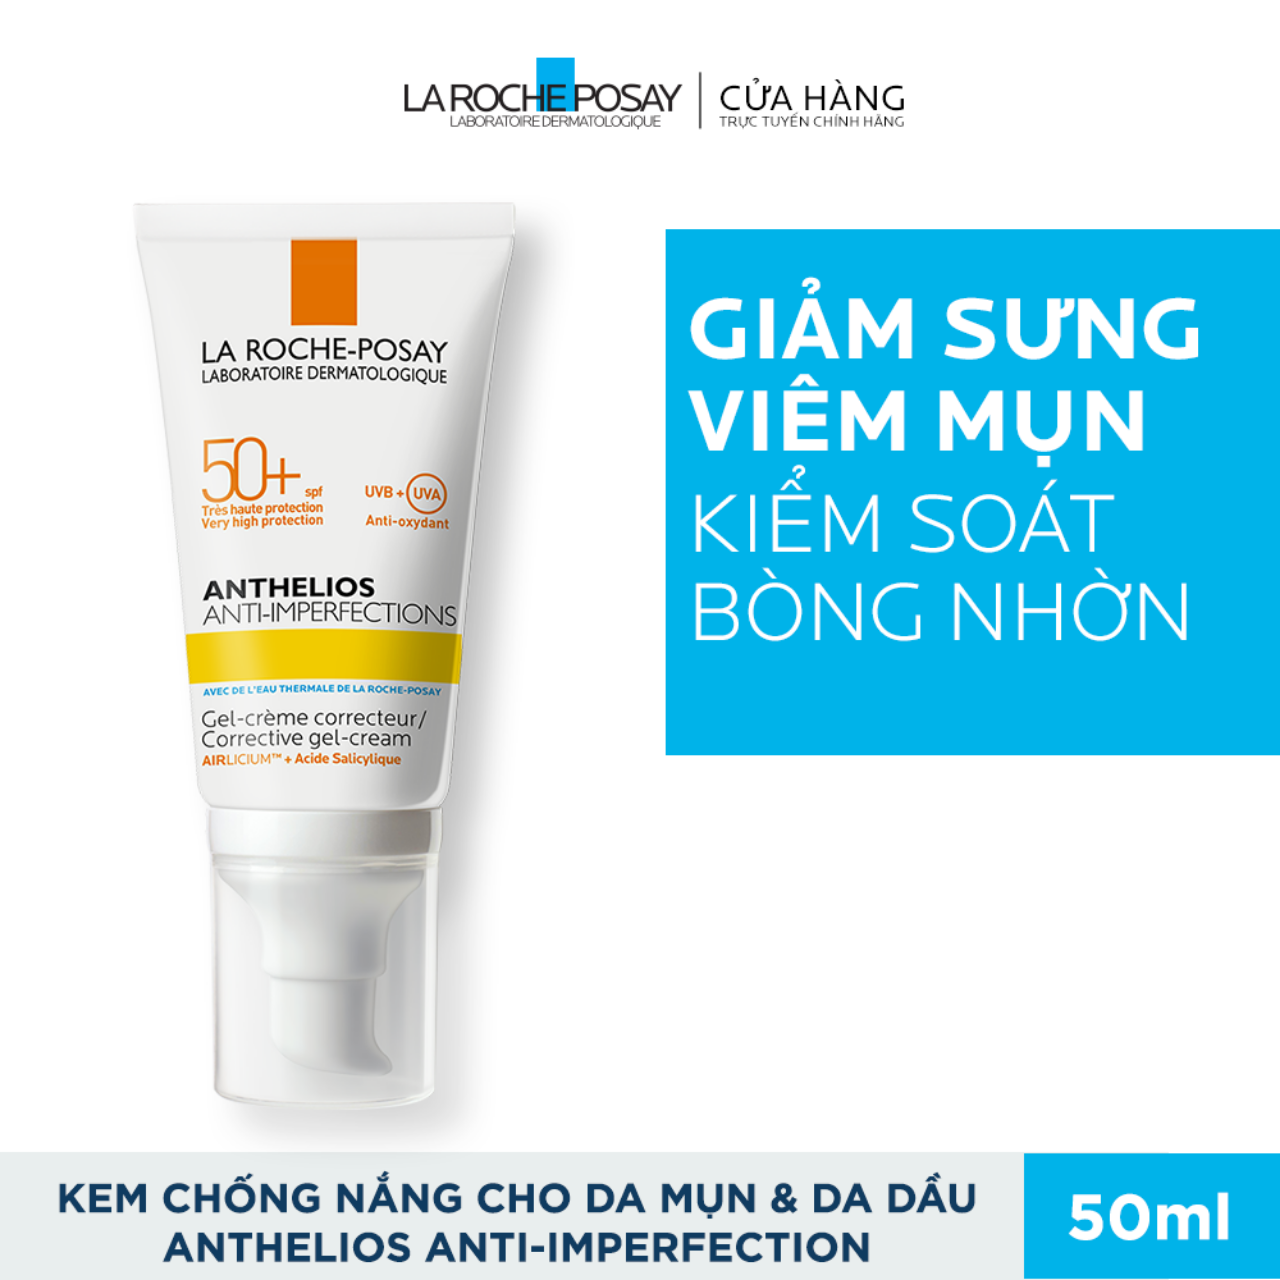 LA ROCHE POSAY
LABORATOIRE DERMATOLOGIQUE
CỬA HÀNG
TRỰC TUYẾN CHÍNH HÃNG
LA ROCHE-POSAY
LABORATOIRE DERMATOLOGIQUE
50+ spf
Très haute protection
Very high protection
UVB + UVA
Anti-oxydant
ANTHELIOS
ANTI-IMPERFECTIONS
AVEC DE L'EAU THERMALE DE LA ROCHE-POSAY
Gel-crème correcteur/
Corrective gel-cream
AIRLICIUM™ + Acide Salicylique
GIẢM SƯNG
VIÊM MỤN
KIỂM SOÁT
BÒNG NHỜN
KEM CHỐNG NẮNG CHO DA MỤN & DA DẦU
ANTHELIOS ANTI-IMPERFECTION
50ml